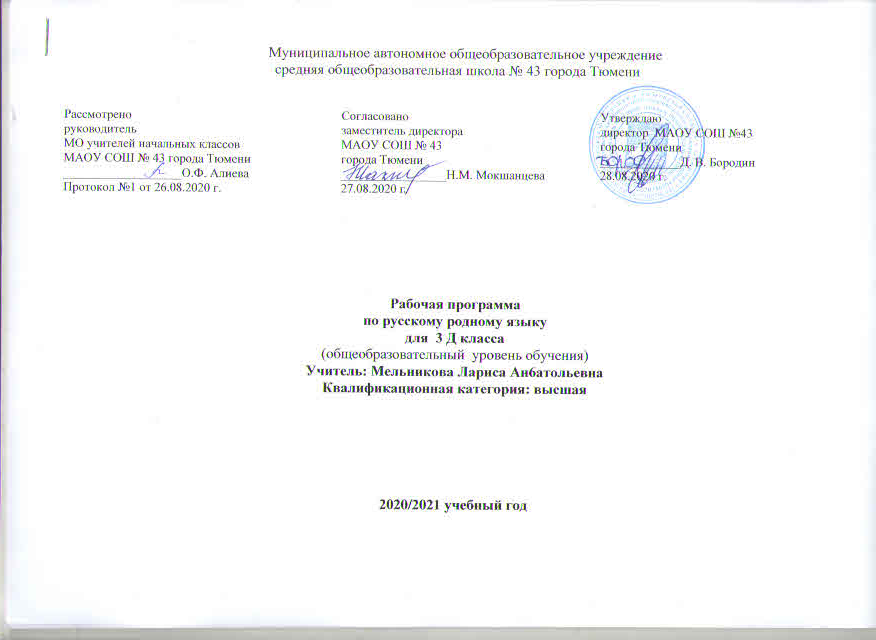 Муниципальное автономное общеобразовательное учреждение
средняя общеобразовательная школа № 43 города Тюмени
Рассмотрено
руководитель
МО учителей начальных классов
МАОУ СОШ № 43 города Тюмени
___________________О.Ф. Алиева
Протокол №1 от 26.08.2020 г.
Согласовано
заместитель директора
МАОУ СОШ № 43
города Тюмени
_________________Н.М. Мокшанцева
27.08.2020 г.
Утверждаю
директор МАОУ СОШ №43
города Тюмени
_____________Д. В. Бородин
28.08.2020 г.
Рабочая программа
по русскому родному языку
для 3 Д класса
(общеобразовательный уровень обучения)
Учитель: Мельникова Лариса Анбатольевна
Квалификационная категория: высшая
2020/2021 учебный год